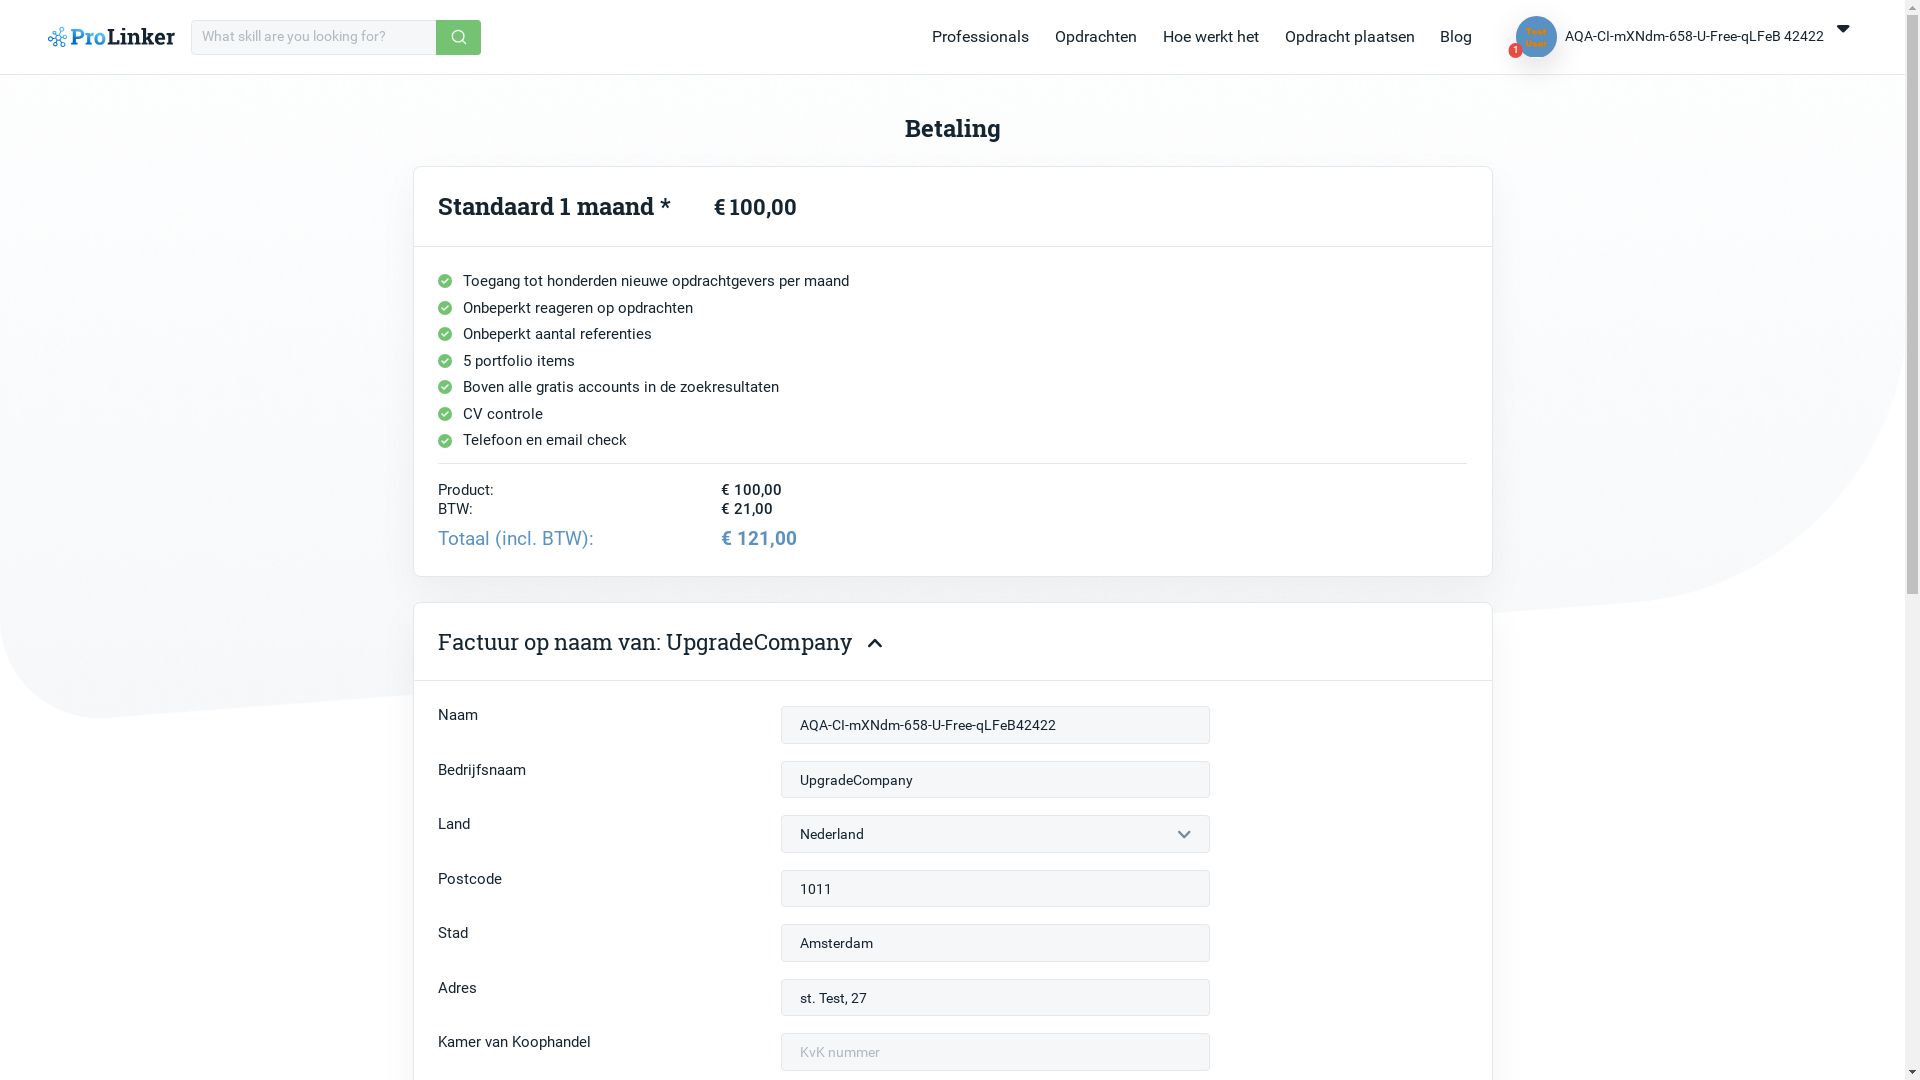 ProLinker
What skill are you looking for?
Professionals
Opdrachten
Hoe werkt het
Opdracht plaatsen
Blog
Test
User
1
AQA-CI-mXNdm-658-U-Free-qLFeB 42422
Betaling
Standaard 1 maand * € 100,00
Toegang tot honderden nieuwe opdrachtgevers per maand
Onbeperkt reageren op opdrachten
Onbeperkt aantal referenties
5 portfolio items
Boven alle gratis accounts in de zoekresultaten
CV controle
Telefoon en email check
Product: € 100,00
BTW: € 21,00
Totaal (incl. BTW): € 121,00
Factuur op naam van: UpgradeCompany
Naam AQA-CI-mXNdm-658-U-Free-qLFeB42422
Bedrijfsnaam UpgradeCompany
Land Nederland
Postcode 1011
Stad Amsterdam
Adres st. Test, 27
Kamer van Koophandel KvK nummer